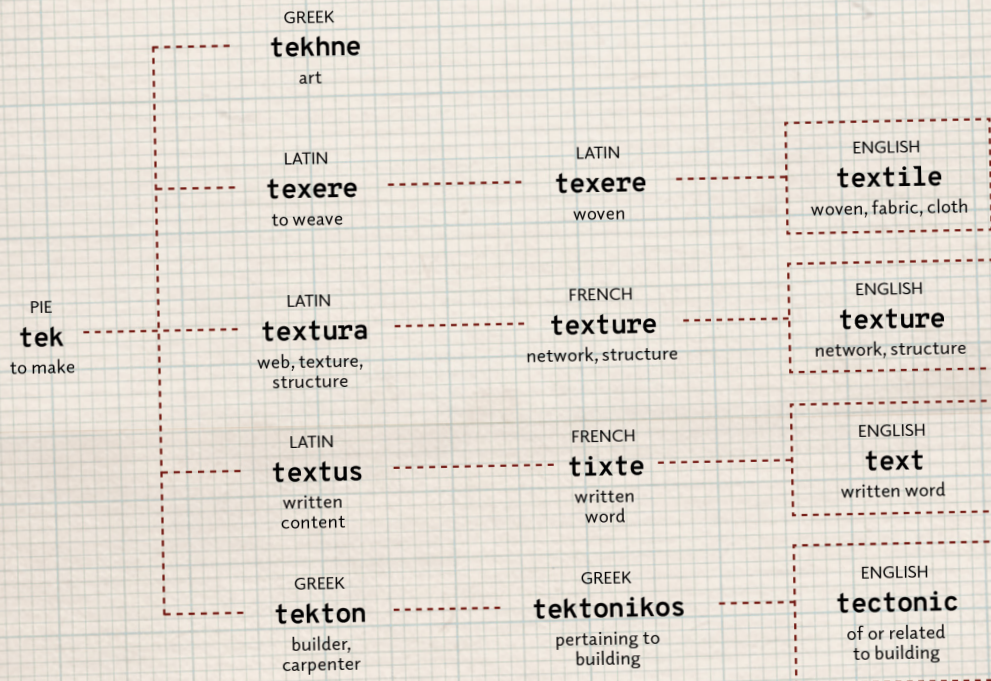 GREEK
tekhne
art
LATIN
texere
to weave
LATIN
texere
woven
ENGLISH
textile
woven, fabric, cloth
PIE
tek
to make
LATIN
textura
web, texture,
structure
FRENCH
texture
network, structure
ENGLISH
texture
network, structure
LATIN
textus
written
content
FRENCH
tixte
written
word
ENGLISH
text
written word
GREEK
tekton
builder,
carpenter
GREEK
tektonikos
pertaining to
building
ENGLISH
tectonic
of or related
to building